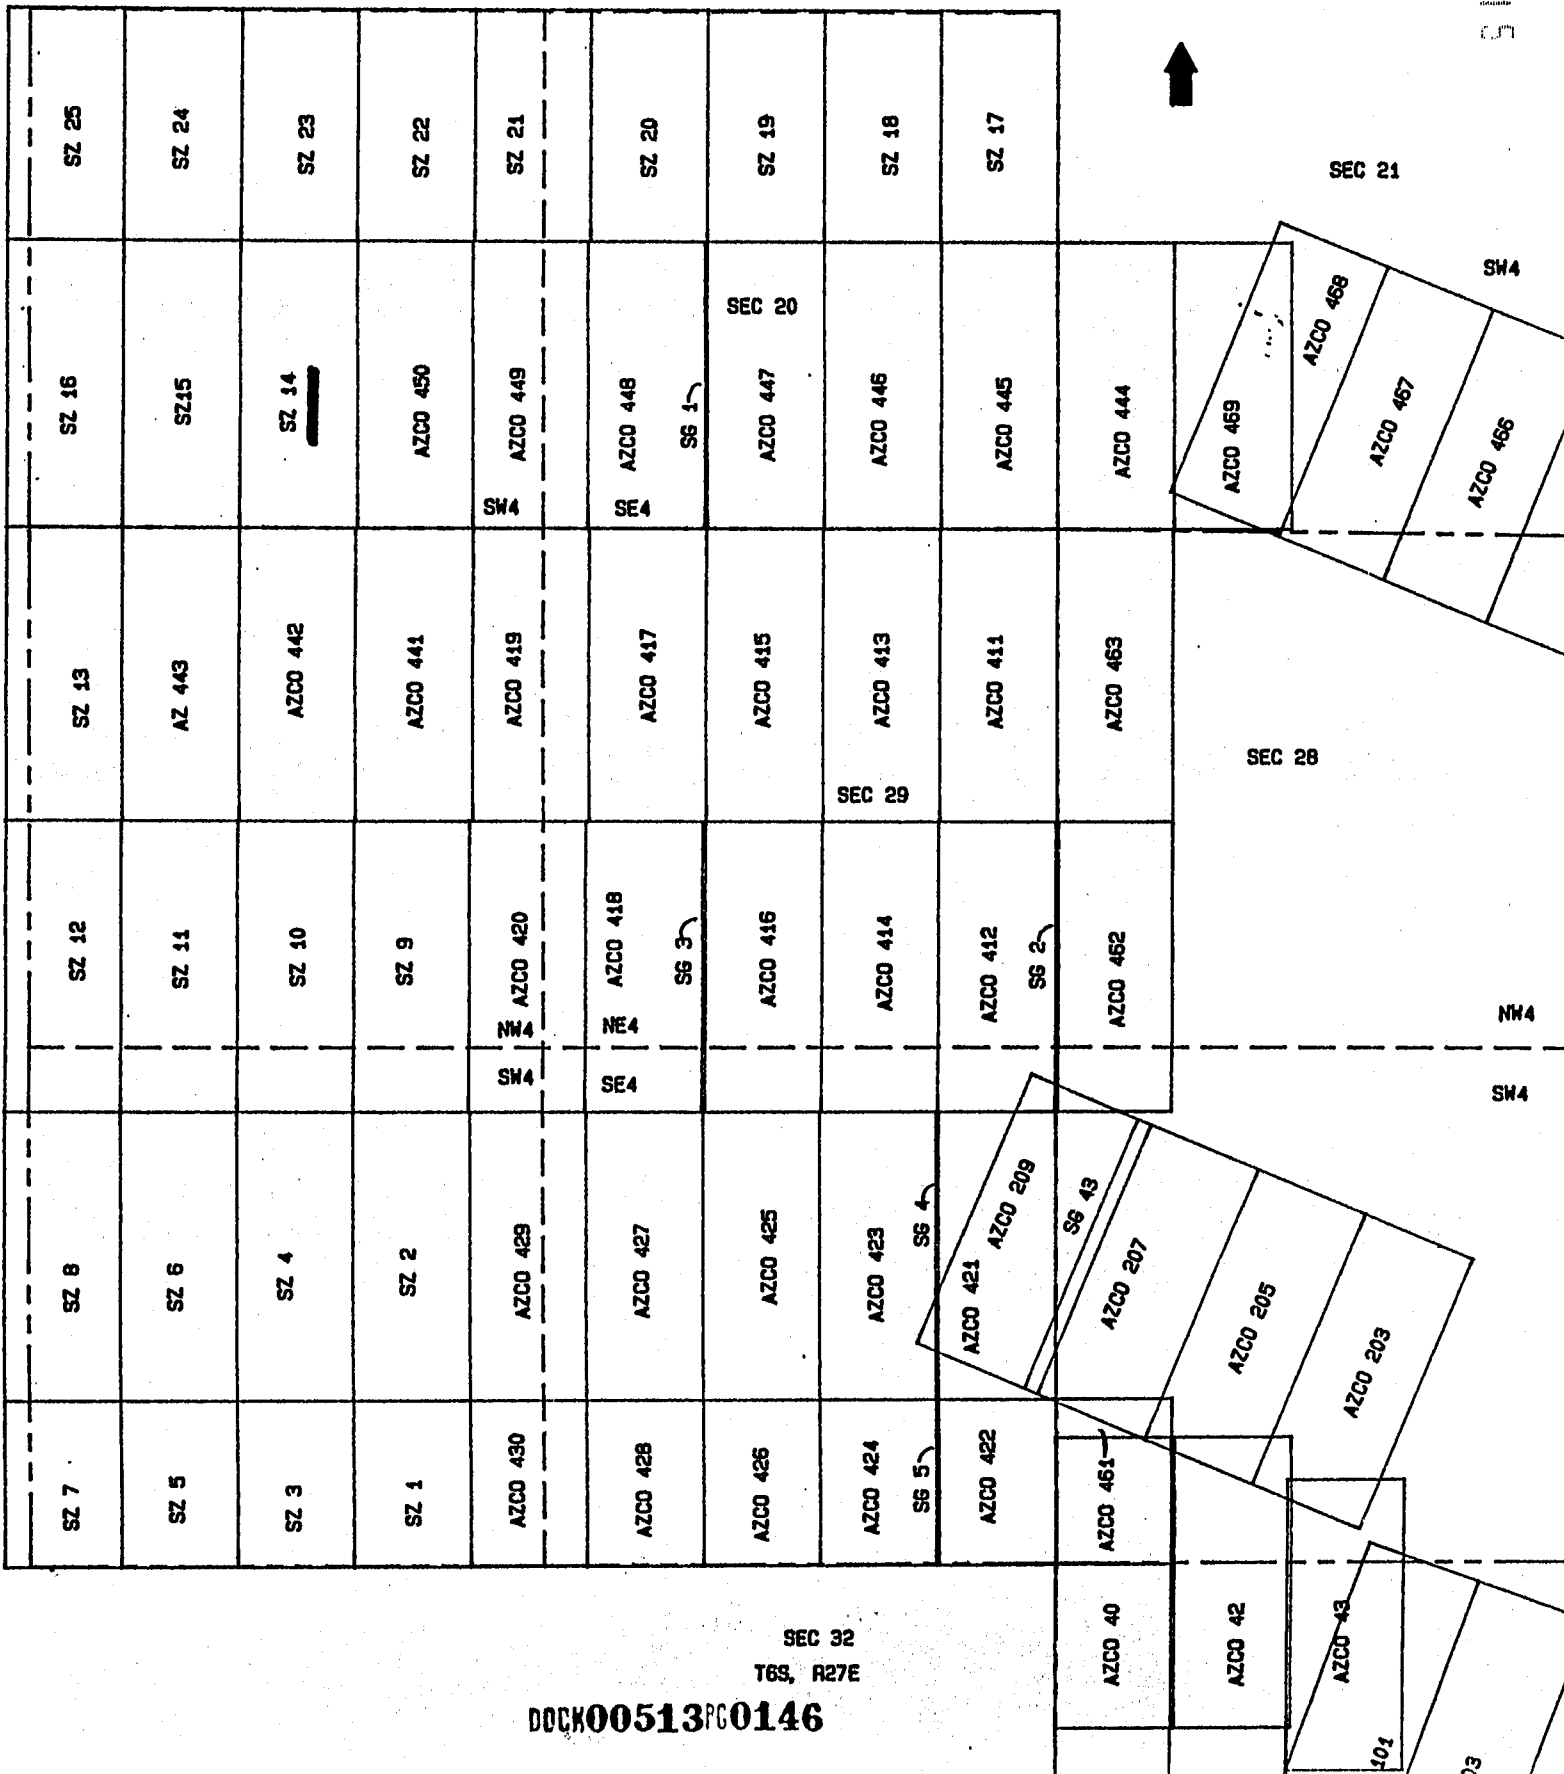 SZ 25
SZ 24
SZ 23
SZ 22
SZ 21
SZ 20
SZ 19
SZ 18
SZ 17
SEC 21
SW4
SEC 20
SZ 16
SZ15
SZ 14
AZCO 450
AZCO 449
AZCO 448
SG 1
AZCO 447
AZCO 446
AZCO 445
AZCO 444
AZCO 469
AZCO 468
AZCO 467
AZCO 466
SW4
SE4
SZ 13
AZ 443
AZCO 442
AZCO 441
AZCO 419
AZCO 417
AZCO 415
AZCO 413
AZCO 411
AZCO 463
SEC 28
SEC 29
SZ 12
SZ 11
SZ 10
SZ 9
AZCO 420
AZCO 418
SG 3
AZCO 416
AZCO 414
AZCO 412
SG 2
AZCO 462
NW4
NW4
NE4
SW4
SE4
SW4
SZ 8
SZ 6
SZ 4
SZ 2
AZCO 429
AZCO 427
AZCO 425
AZCO 423
SG 4
AZCO 421
AZCO 209
SG 43
AZCO 207
AZCO 205
AZCO 203
SZ 7
SZ 5
SZ 3
SZ 1
AZCO 430
AZCO 428
AZCO 426
AZCO 424
SG 5
AZCO 422
AZCO 461
AZCO 40
AZCO 42
AZCO 43
SEC 32
T6S, R27E
DOCK00513PG0146
101
03